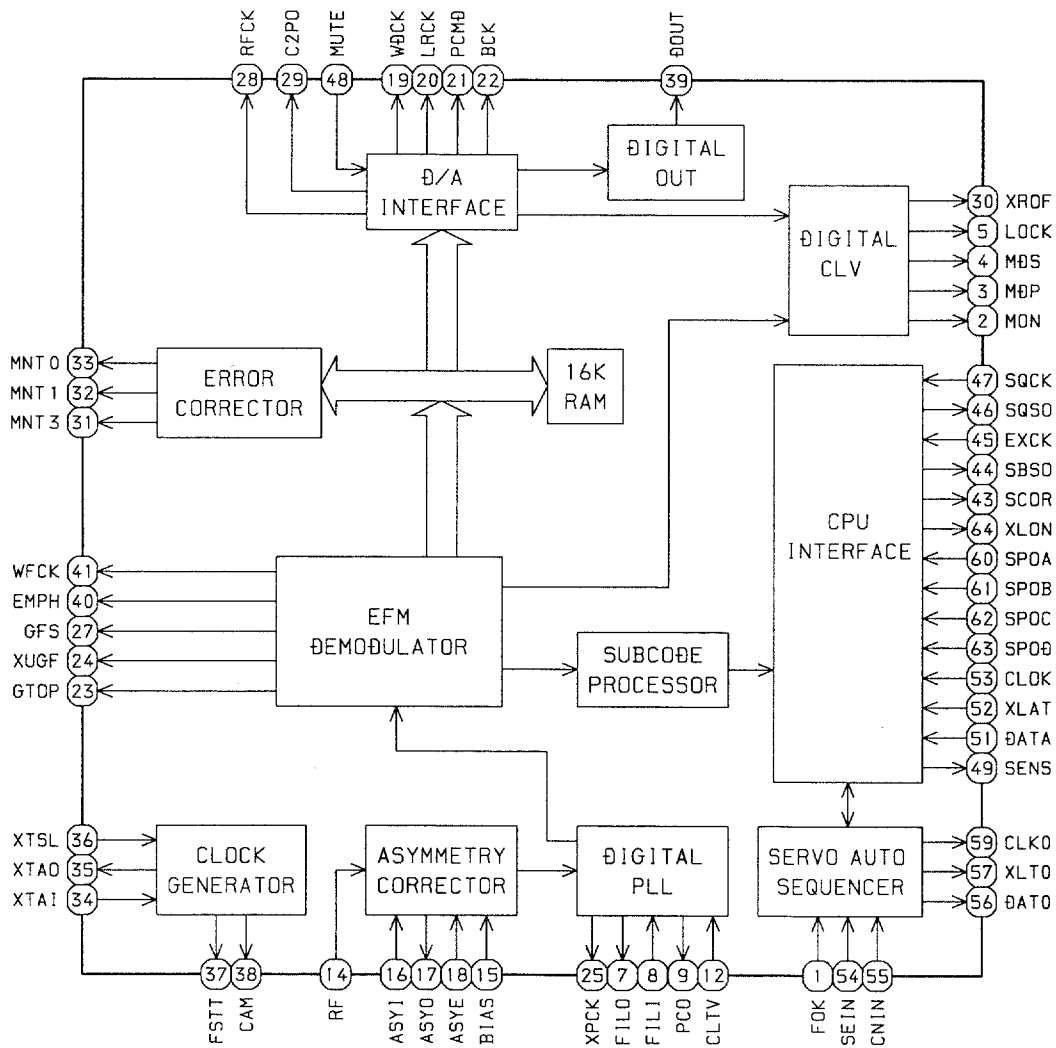 RFCK
C2PO
MUTE
WDCK
LRCK
PCMD
BCK
DOUT
28
29
48
19
20
21
22
39
D/A
INTERFACE
DIGITAL
OUT
DIGITAL
CLV
30 XROF
5 LOCK
4 MDS
3 MDP
2 MON
MNT0 33
MNT1 32
MNT3 31
ERROR
CORRECTOR
16K
RAM
47 SQCK
46 SQSO
45 EXCK
44 SBSO
43 SCOR
64 XLON
60 SPOA
61 SPOB
62 SPOC
63 SPOD
53 CLOK
52 XLAT
51 DATA
49 SENS
CPU
INTERFACE
WFCK 41
EMPH 40
GFS 27
XUGF 24
GTOP 23
EFM
DEMODULATOR
SUBCODE
PROCESSOR
XTSL 36
XTAO 35
XTAI 34
CLOCK
GENERATOR
ASYMMETRY
CORRECTOR
DIGITAL
PLL
SERVO AUTO
SEQUENCER
59 CLKO
57 XLTO
56 DATO
37
38
14
16
17
18
15
25
7
8
9
12
1
54
55
FSTT
CAM
RF
ASYI
ASYO
ASYE
BIAS
XPCK
FILO
FILI
PCO
CLTV
FOK
SEIN
CNIN